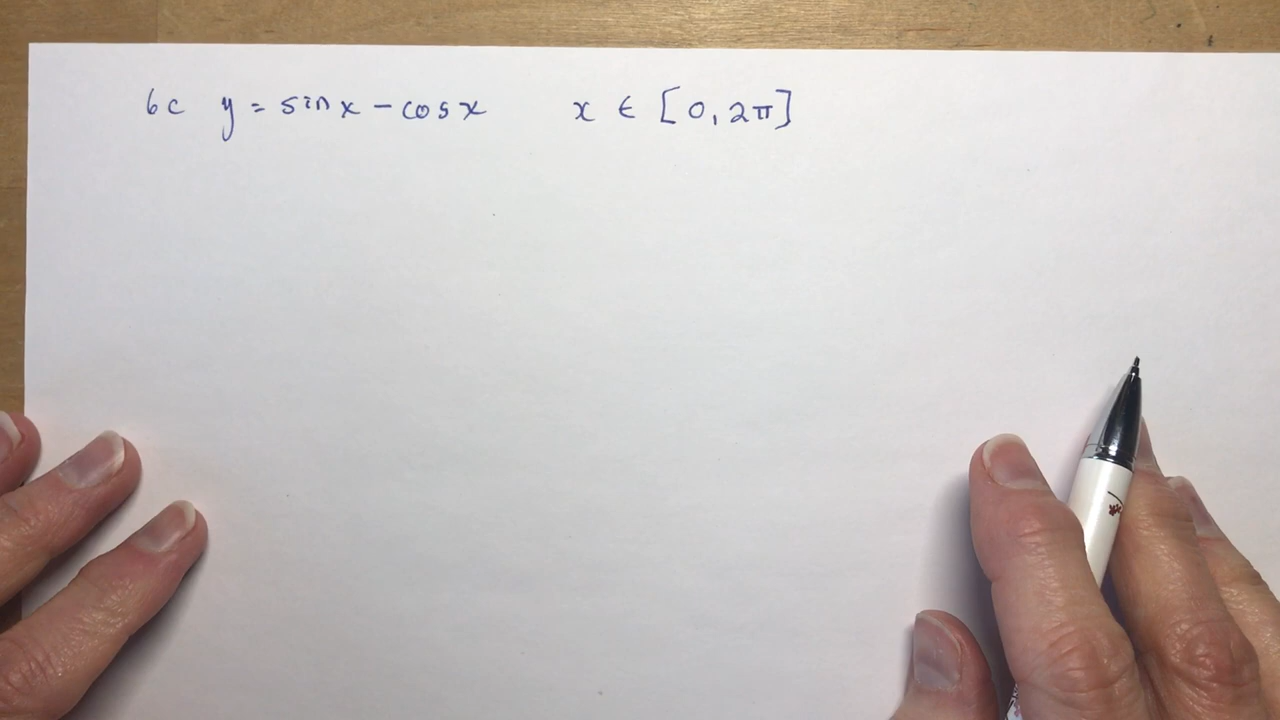 6c y = sin x - cos x x ∈ [0, 2π]